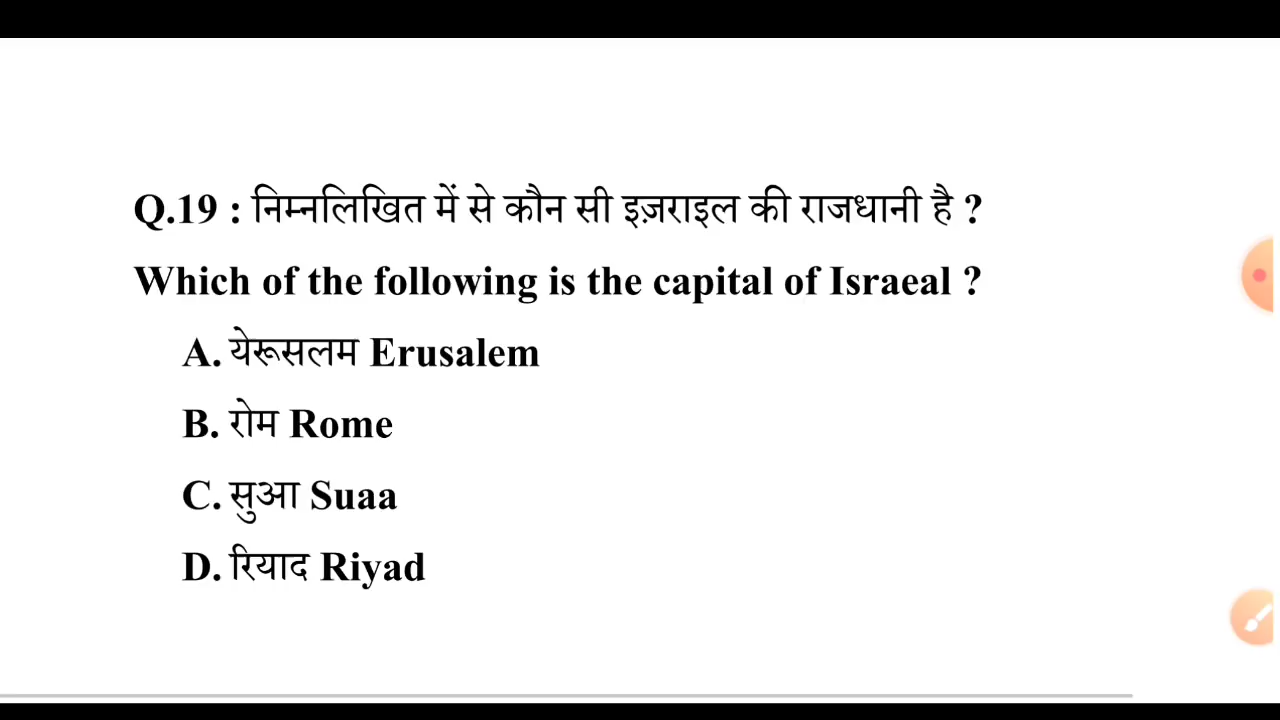 Q.19 : निम्नलिखित में से कौन सी इज़राइल की राजधानी है ?
Which of the following is the capital of Israeal ?
A. येरूसलम Erusalem
B. रोम Rome
C. सुआ Suaa
D. रियाद Riyad